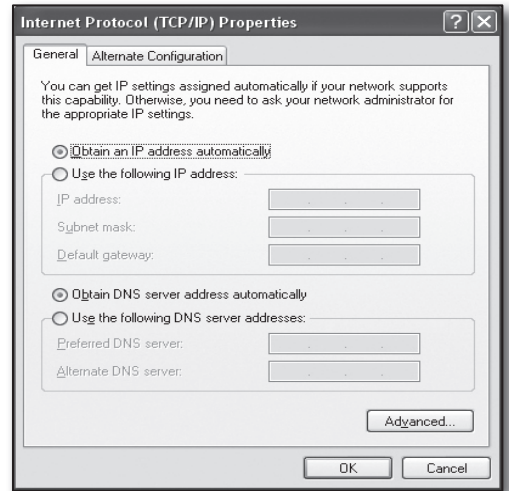 Internet Protocol (TCP/IP) Properties
General
Alternate Configuration
You can get IP settings assigned automatically if your network supports
this capability. Otherwise, you need to ask your network administrator for
the appropriate IP settings.
Obtain an IP address automatically
Use the following IP address:
IP address:
Subnet mask:
Default gateway:
Obtain DNS server address automatically
Use the following DNS server addresses:
Preferred DNS server:
Alternate DNS server:
Advanced...
OK
Cancel